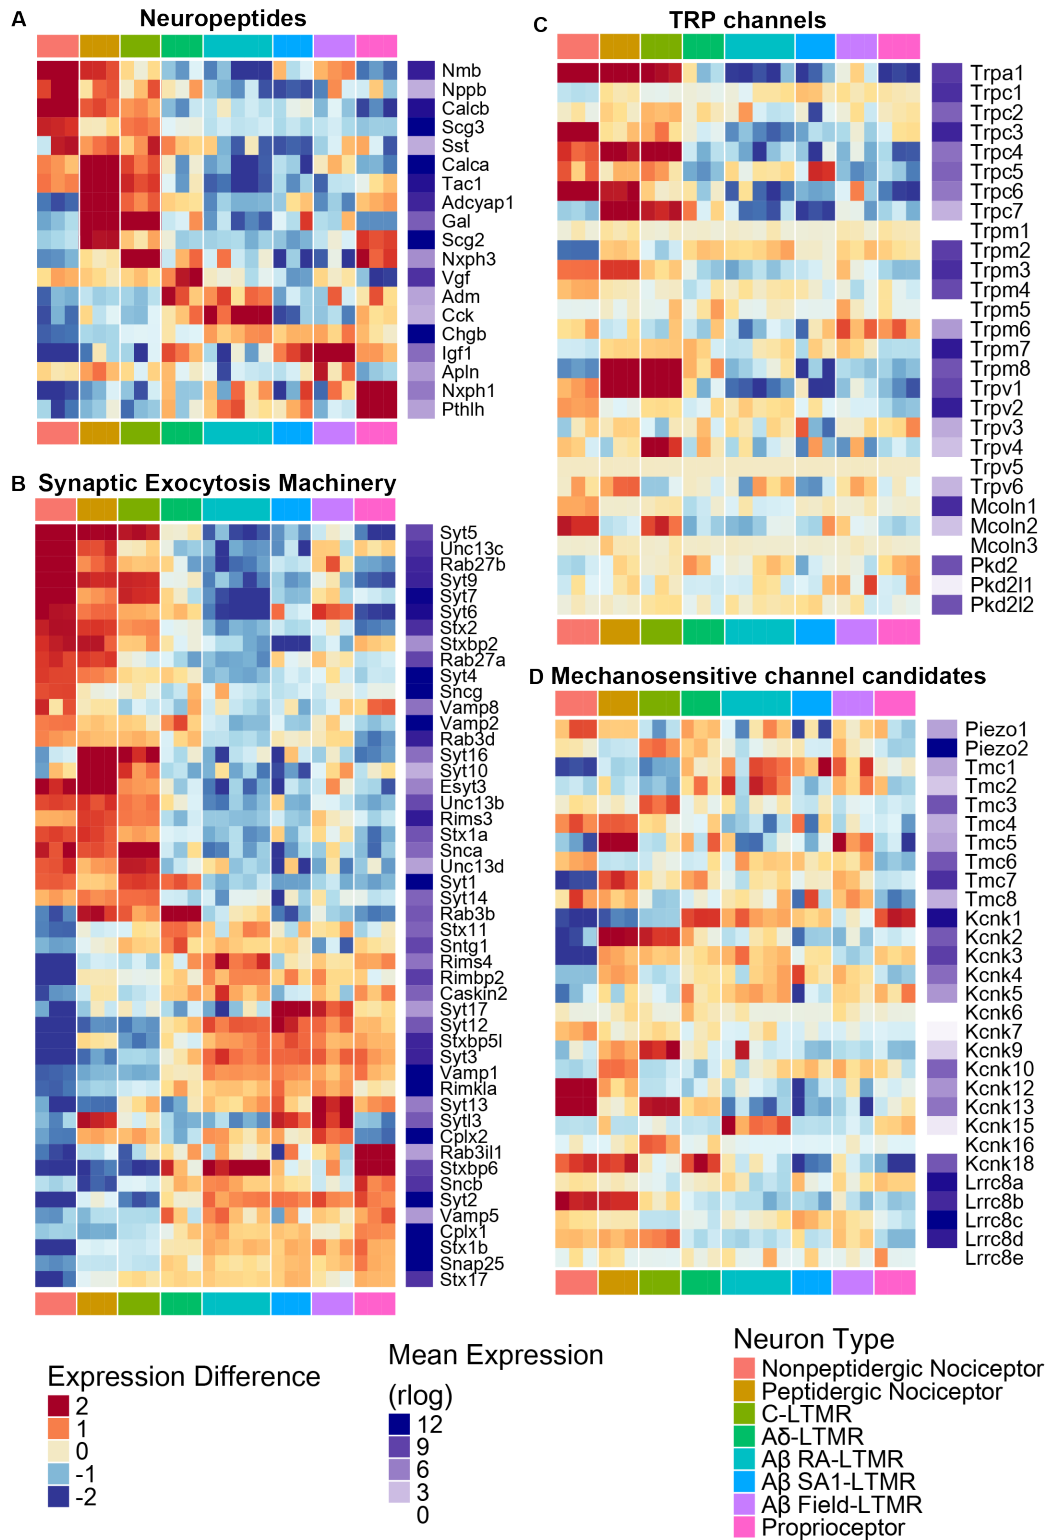 A
Neuropeptides
Nmb
Nppb
Calcb
Scg3
Sst
Calca
Tac1
Adcyap1
Gal
Scg2
Nxph3
Vgf
Adm
Cck
Chgb
Igf1
Apln
Nxph1
Pthlh
B Synaptic Exocytosis Machinery
Syt5
Unc13c
Rab27b
Syt9
Syt7
Syt6
Stx2
Stxbp2
Rab27a
Syt4
Sncg
Vamp8
Vamp2
Rab3d
Syt16
Syt10
Esyt3
Unc13b
Rims3
Stx1a
Snca
Unc13d
Syt1
Syt14
Rab3b
Stx11
Sntg1
Rims4
Rimbp2
Caskin2
Syt17
Syt12
Stxbp5l
Syt3
Vamp1
Rimkla
Syt13
Sytl3
Cplx2
Rab3il1
Stxbp6
Sncb
Syt2
Vamp5
Cplx1
Stx1b
Snap25
Stx17
C
TRP channels
Trpa1
Trpc1
Trpc2
Trpc3
Trpc4
Trpc5
Trpc6
Trpc7
Trpm1
Trpm2
Trpm3
Trpm4
Trpm5
Trpm6
Trpm7
Trpm8
Trpv1
Trpv2
Trpv3
Trpv4
Trpv5
Trpv6
Mcoln1
Mcoln2
Mcoln3
Pkd2
Pkd2l1
Pkd2l2
D Mechanosensitive channel candidates
Piezo1
Piezo2
Tmc1
Tmc2
Tmc3
Tmc4
Tmc5
Tmc6
Tmc7
Tmc8
Kcnk1
Kcnk2
Kcnk3
Kcnk4
Kcnk5
Kcnk6
Kcnk7
Kcnk9
Kcnk10
Kcnk12
Kcnk13
Kcnk15
Kcnk16
Kcnk18
Lrrc8a
Lrrc8b
Lrrc8c
Lrrc8d
Lrrc8e
Expression Difference
2
1
0
-1
-2
Mean Expression
(rlog)
12
9
6
3
0
Neuron Type
Nonpeptidergic Nociceptor
Peptidergic Nociceptor
C-LTMR
Aδ-LTMR
Aβ RA-LTMR
Aβ SA1-LTMR
Aβ Field-LTMR
Proprioceptor